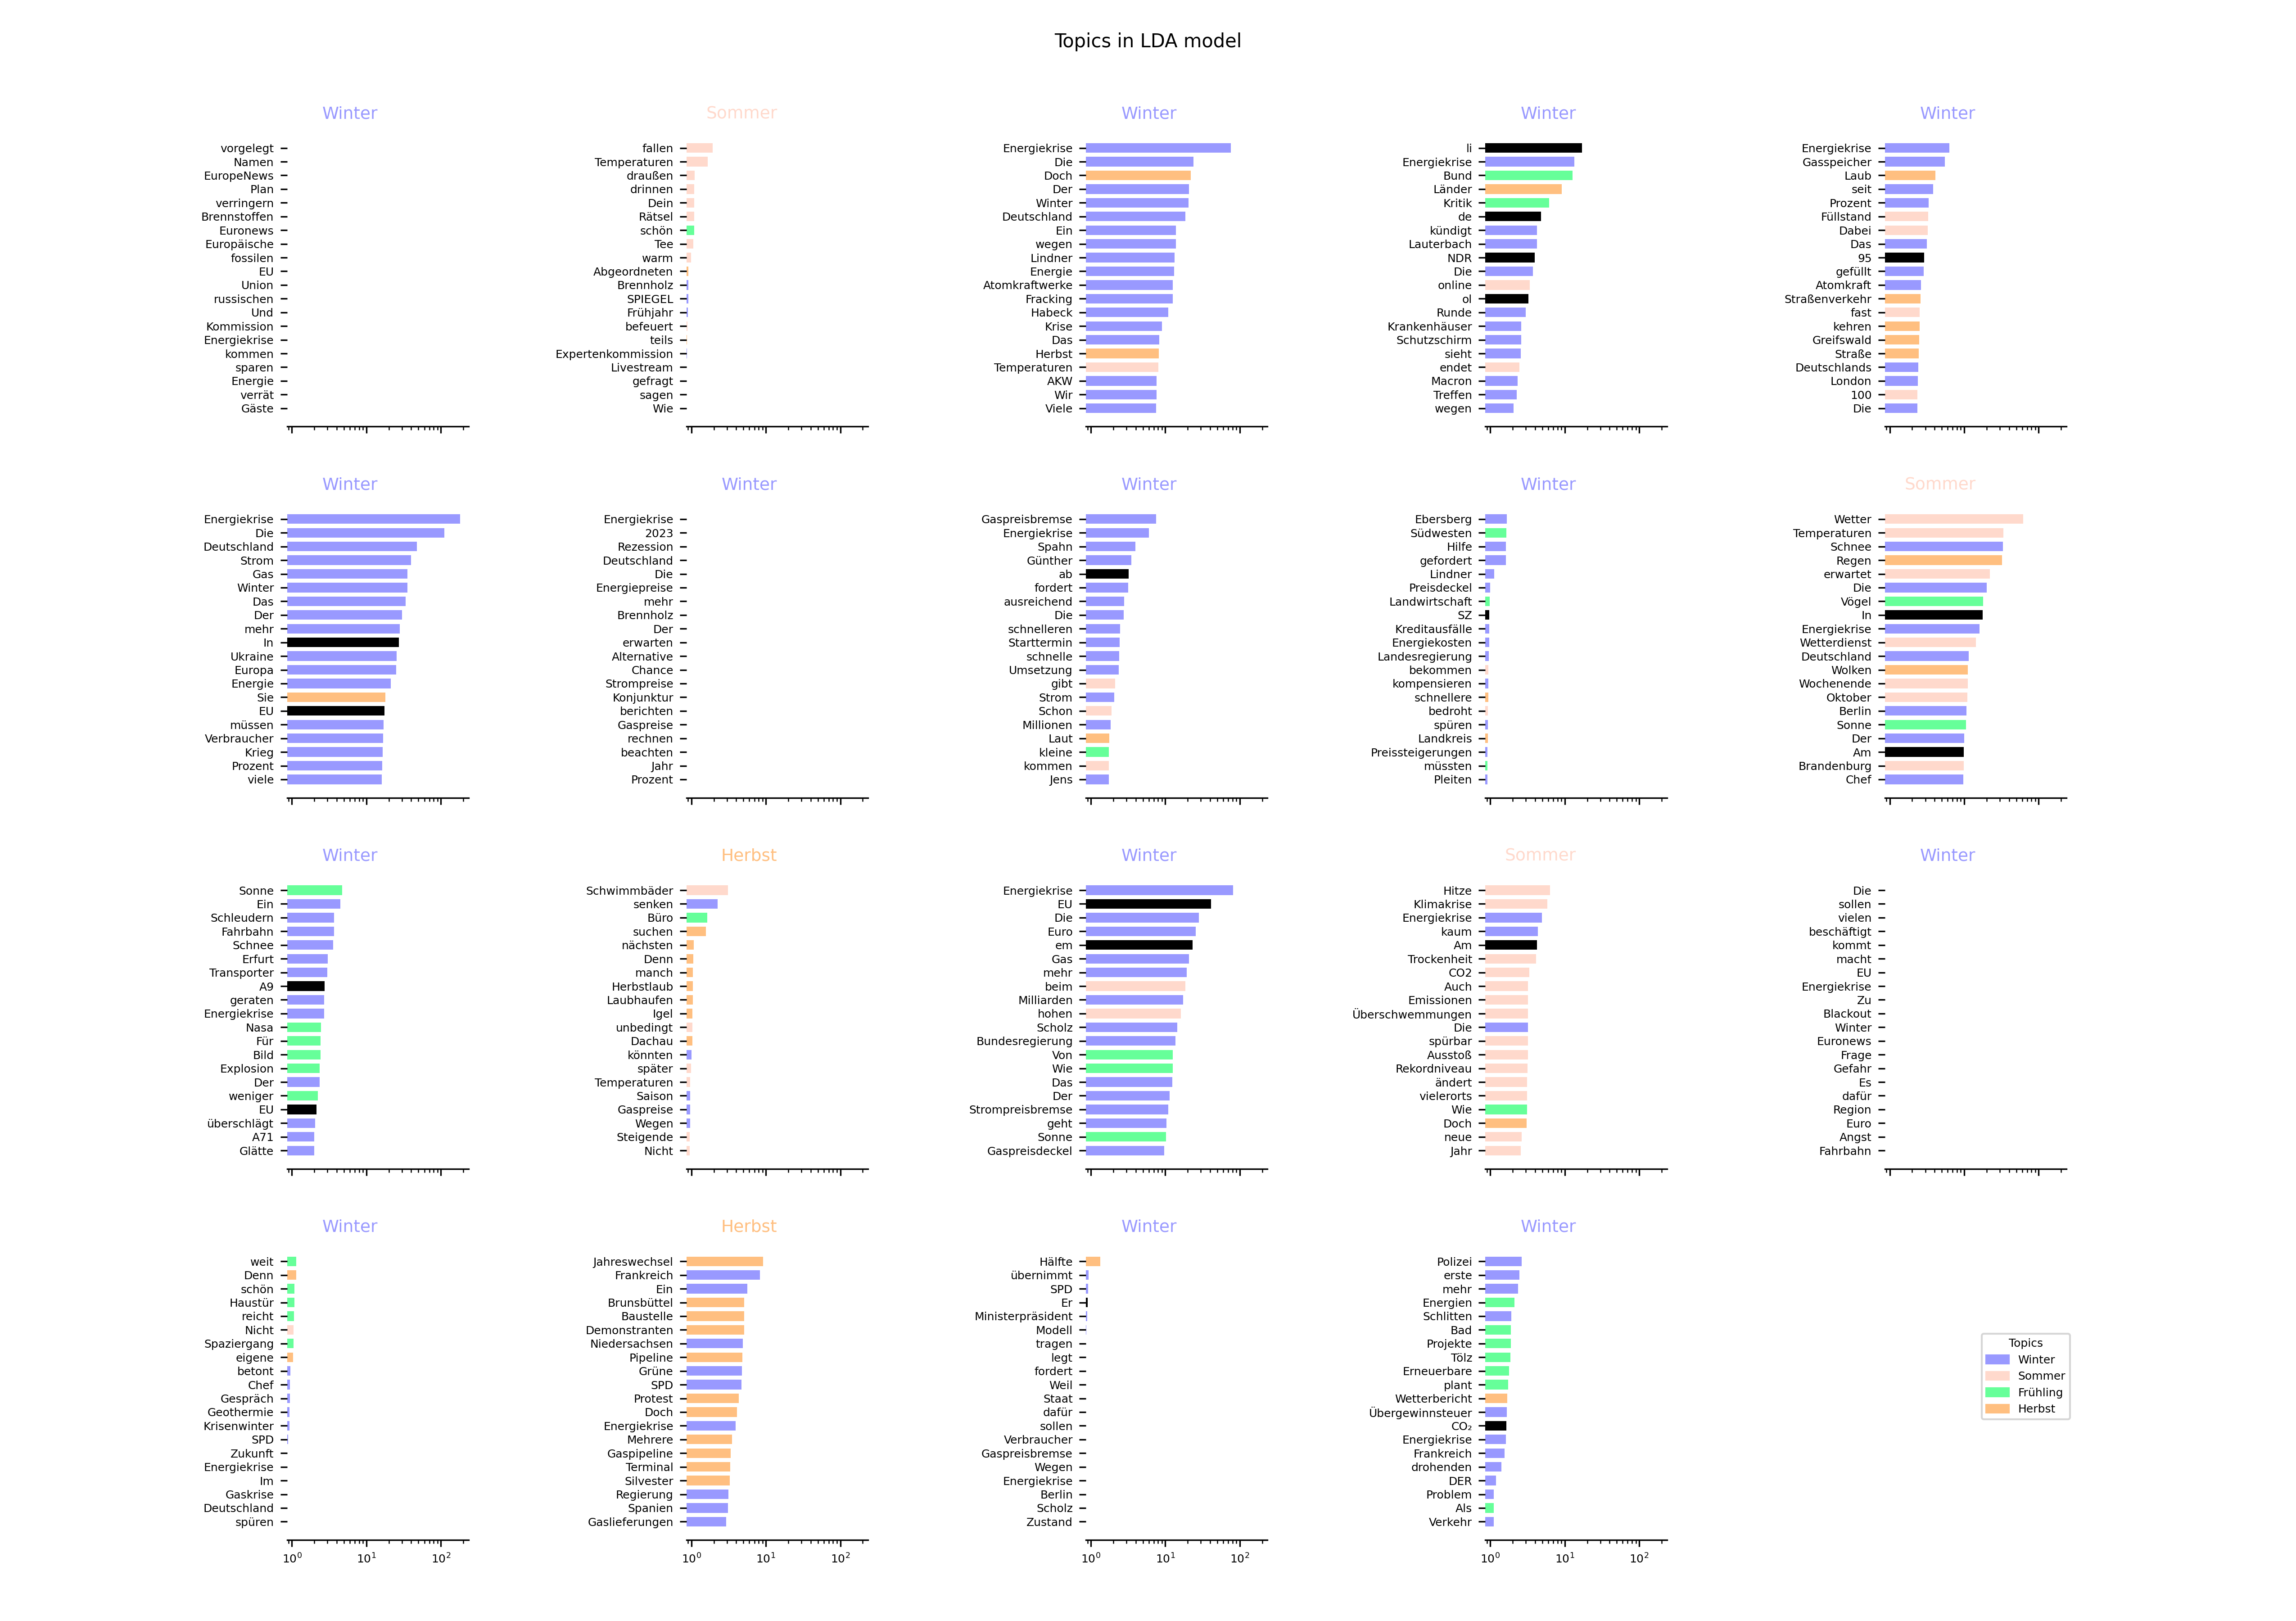 Topics in LDA model
Winter
vorgelegt
Namen
EuropeNews
Plan
verringern
Brennstoffen
Euronews
Europäische
fossilen
EU
Union
russischen
Und
Kommission
Energiekrise
kommen
sparen
Energie
verrät
Gäste
Sommer
fallen
Temperaturen
draußen
drinnen
Dein
Rätsel
schön
Tee
warm
Abgeordneten
Brennholz
SPIEGEL
Frühjahr
befeuert
teils
Expertenkommission
Livestream
gefragt
sagen
Wie
Winter
Energiekrise
Die
Doch
Der
Winter
Deutschland
Ein
wegen
Lindner
Energie
Atomkraftwerke
Fracking
Habeck
Krise
Das
Herbst
Temperaturen
AKW
Wir
Viele
Winter
li
Energiekrise
Bund
Länder
Kritik
de
kündigt
Lauterbach
NDR
Die
online
ol
Runde
Krankenhäuser
Schutzschirm
sieht
endet
Macron
Treffen
wegen
Winter
Energiekrise
Gasspeicher
Laub
seit
Prozent
Füllstand
Dabei
Das
95
gefüllt
Atomkraft
Straßenverkehr
fast
kehren
Greifswald
Straße
Deutschlands
London
100
Die
Winter
Energiekrise
Die
Deutschland
Strom
Gas
Winter
Das
Der
mehr
In
Ukraine
Europa
Energie
Sie
EU
müssen
Verbraucher
Krieg
Prozent
viele
Winter
Energiekrise
2023
Rezession
Deutschland
Die
Energiepreise
mehr
Brennholz
Der
erwarten
Alternative
Chance
Strompreise
Konjunktur
berichten
Gaspreise
rechnen
beachten
Jahr
Prozent
Winter
Gaspreisbremse
Energiekrise
Spahn
Günther
ab
fordert
ausreichend
Die
schnelleren
Starttermin
schnelle
Umsetzung
gibt
Strom
Schon
Millionen
Laut
kleine
kommen
Jens
Winter
Ebersberg
Südwesten
Hilfe
gefordert
Lindner
Preisdeckel
Landwirtschaft
SZ
Kreditausfälle
Energiekosten
Landesregierung
bekommen
kompensieren
schnellere
bedroht
spüren
Landkreis
Preissteigerungen
müssten
Pleiten
Sommer
Wetter
Temperaturen
Schnee
Regen
erwartet
Die
Vögel
In
Energiekrise
Wetterdienst
Deutschland
Wolken
Wochenende
Oktober
Berlin
Sonne
Der
Am
Brandenburg
Chef
Winter
Sonne
Ein
Schleudern
Fahrbahn
Schnee
Erfurt
Transporter
A9
geraten
Energiekrise
Nasa
Für
Bild
Explosion
Der
weniger
EU
überschlägt
A71
Glätte
Herbst
Schwimmbäder
senken
Büro
suchen
nächsten
Denn
manch
Herbstlaub
Laubhaufen
Igel
unbedingt
Dachau
könnten
später
Temperaturen
Saison
Gaspreise
Wegen
Steigende
Nicht
Winter
Energiekrise
EU
Die
Euro
em
Gas
mehr
beim
Milliarden
hohen
Scholz
Bundesregierung
Von
Wie
Das
Der
Strompreisbremse
geht
Sonne
Gaspreisdeckel
Sommer
Hitze
Klimakrise
Energiekrise
kaum
Am
Trockenheit
CO2
Auch
Emissionen
Überschwemmungen
Die
spürbar
Ausstoß
Rekordniveau
ändert
vielerorts
Wie
Doch
neue
Jahr
Winter
Die
sollen
vielen
beschäftigt
kommt
macht
EU
Energiekrise
Zu
Blackout
Winter
Euronews
Frage
Gefahr
Es
dafür
Region
Euro
Angst
Fahrbahn
Winter
weit
Denn
schön
Haustür
reicht
Nicht
Spaziergang
eigene
betont
Chef
Gespräch
Geothermie
Krisenwinter
SPD
Zukunft
Energiekrise
Im
Gaskrise
Deutschland
spüren
10⁰ 10¹ 10²
Herbst
Jahreswechsel
Frankreich
Ein
Brunsbüttel
Baustelle
Demonstranten
Niedersachsen
Pipeline
Grüne
SPD
Protest
Doch
Energiekrise
Mehrere
Gaspipeline
Terminal
Silvester
Regierung
Spanien
Gaslieferungen
10⁰ 10¹ 10²
Winter
Hälfte
übernimmt
SPD
Er
Ministerpräsident
Modell
tragen
legt
fordert
Weil
Staat
dafür
sollen
Verbraucher
Gaspreisbremse
Wegen
Energiekrise
Berlin
Scholz
Zustand
10⁰ 10¹ 10²
Winter
Polizei
erste
mehr
Energien
Schlitten
Bad
Projekte
Tölz
Erneuerbare
plant
Wetterbericht
Übergewinnsteuer
CO₂
Energiekrise
Frankreich
drohenden
DER
Problem
Als
Verkehr
10⁰ 10¹ 10²
Topics
Winter
Sommer
Frühling
Herbst